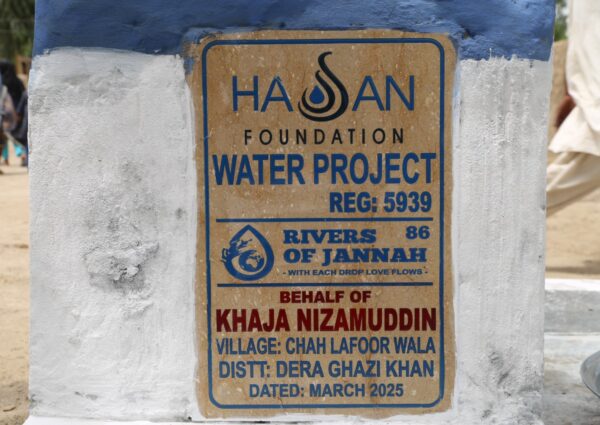 HASSAN
FOUNDATION
WATER PROJECT
REG: 5939
RIVERS 86
OF JANNAH
- WITH EACH DROP LOVE FLOWS -
BEHALF OF
KHAJA NIZAMUDDIN
VILLAGE: CHAH LAFOOR WALA
DISTT: DERA GHAZI KHAN
DATED: MARCH 2025